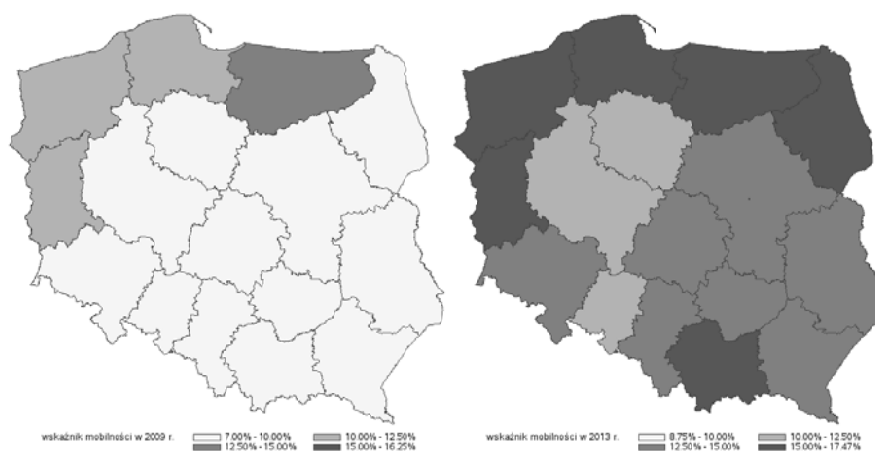 wskaźnik mobilności w 2009 r. 7.00% - 10.00% 10.00% - 12.50%
12.50% - 15.00% 15.00% - 16.25%
wskaźnik mobilności w 2013 r. 8.75% - 10.00% 10.00% - 12.50%
12.50% - 15.00% 15.00% - 17.47%